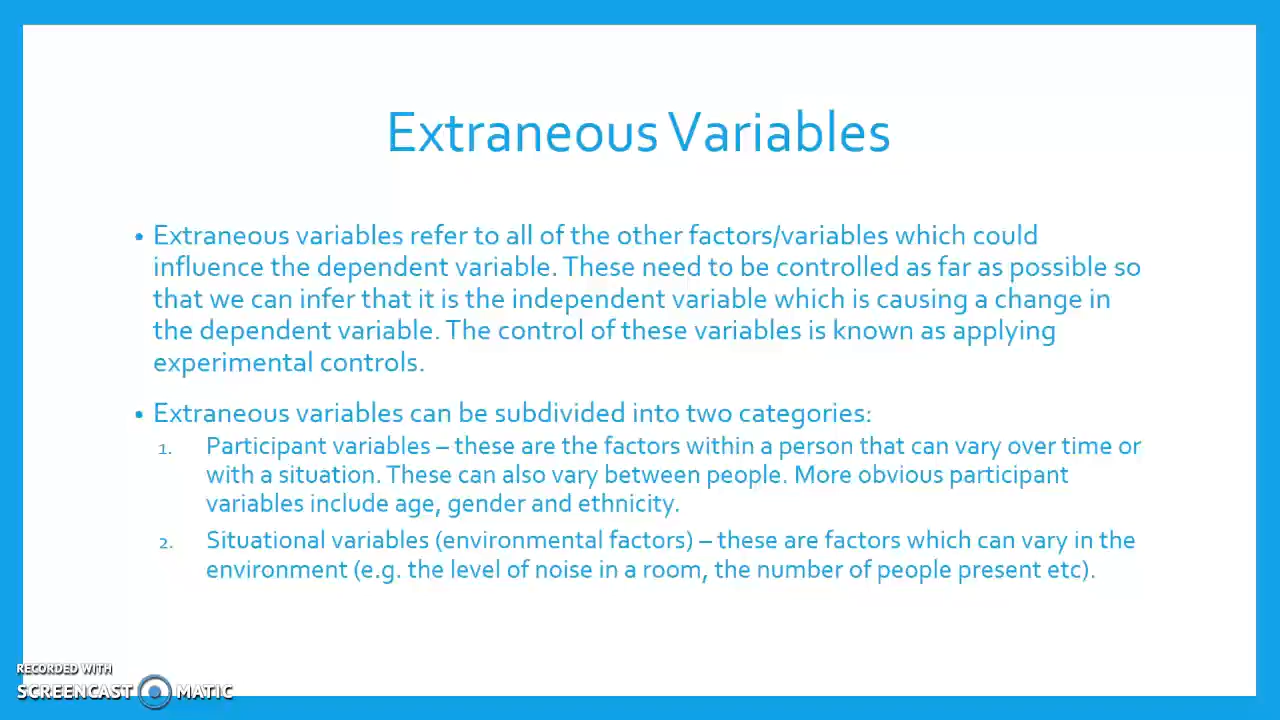 Extraneous Variables
• Extraneous variables refer to all of the other factors/variables which could
influence the dependent variable. These need to be controlled as far as possible so
that we can infer that it is the independent variable which is causing a change in
the dependent variable. The control of these variables is known as applying
experimental controls.
• Extraneous variables can be subdivided into two categories:
1. Participant variables – these are the factors within a person that can vary over time or
with a situation. These can also vary between people. More obvious participant
variables include age, gender and ethnicity.
2. Situational variables (environmental factors) – these are factors which can vary in the
environment (e.g. the level of noise in a room, the number of people present etc).
RECORDED WITH
SCREENCAST MATIC